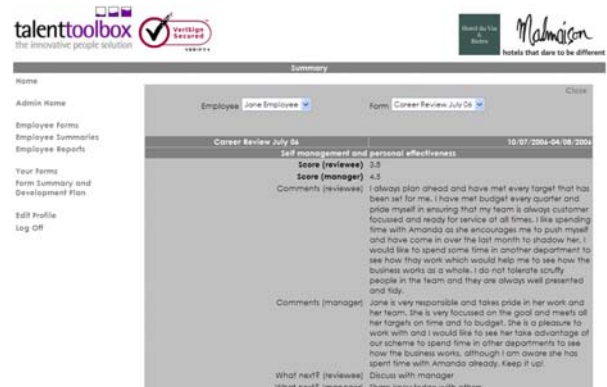 talenttoolbox
the innovative people solution
VeriSign
Secured
VERIFY
Hotel du Vin
&
Bistro
Malmaison
hotels that dare to be different
Summary
Home
Close
Admin Home
Employee Jane Employee
Form Career Review July 06
Employee Forms
Employee Summaries
Employee Reports
Career Review July 06
10/07/2006-04/08/2006
Self management and personal effectiveness
Your Forms
Form Summary and
Development Plan
Edit Profile
Log Off
Score (reviewee) 3.5
Score (manager) 4.5
Comments (reviewee) I always plan ahead and have met every target that has
been set for me. I have met budget every quarter and
pride myself in ensuring that my team is always customer
focussed and ready for service at all times. I like spending
time with Amanda as she encourages me to push myself
and have come in over the last month to shadow her. I
would like to spend some time in another department to
see how thay work which would help me to see how the
business works as a whole. I do not tolerate scruffy
people in the team and they are always well presented
and tidy.
Comments (manager) Jane is very responsible and takes pride in her work and
her team. She is very focussed on the goal and meets all
her targets on time and to budget. She is a pleasure to
work with and I would like to see her take advantage of
our scheme to spend time in other departments to see
how the business works, although I am aware she has
spent time with Amanda already. Keep it up!
What next? (reviewee) Discuss with manager
What next? (manager) Share knowledge with others